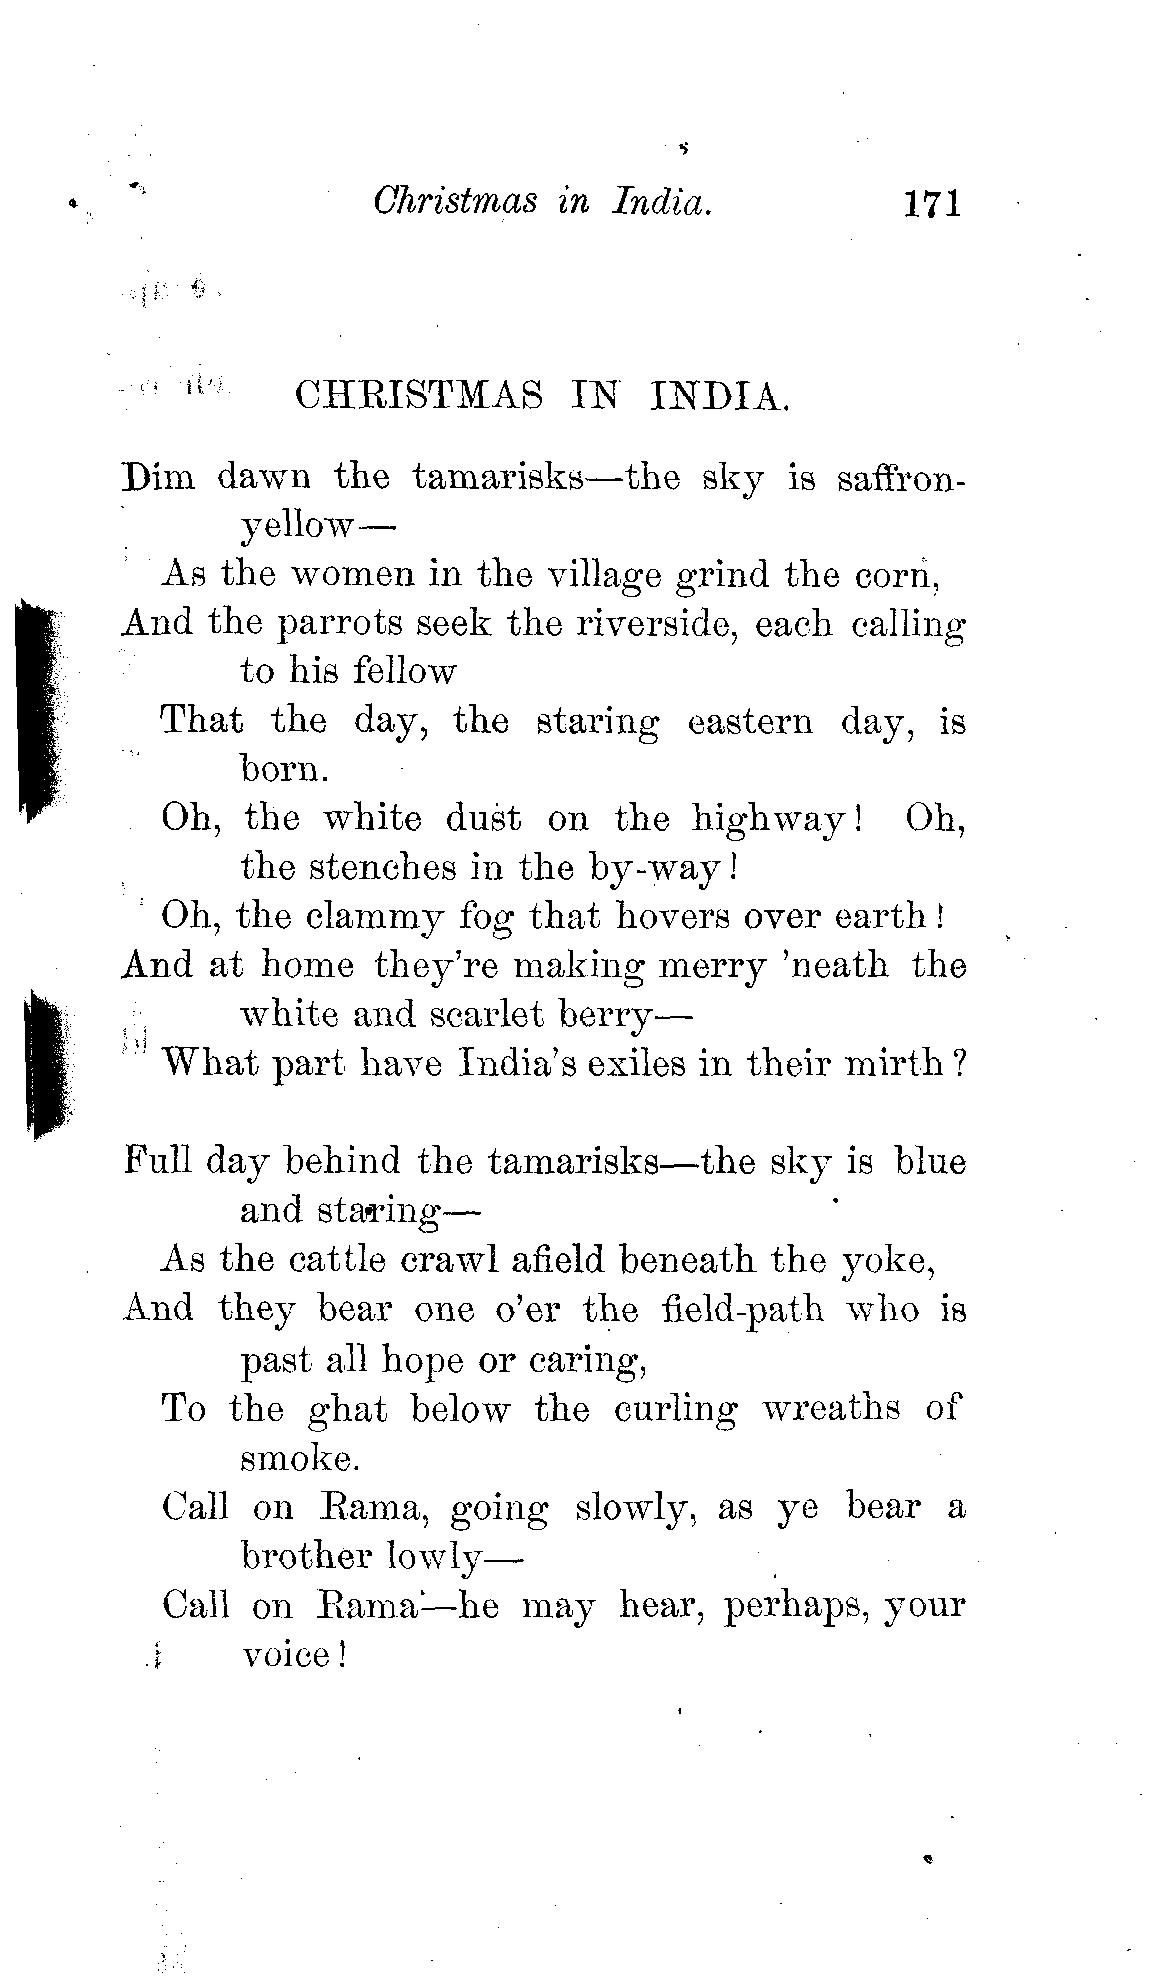 Christmas in India. 171
CHRISTMAS IN INDIA.
Dim dawn the tamarisks—the sky is saffron-
yellow—
As the women in the village grind the corn,
And the parrots seek the riverside, each calling
to his fellow
That the day, the staring eastern day, is
born.
Oh, the white dust on the highway! Oh,
the stenches in the by-way!
Oh, the clammy fog that hovers over earth!
And at home they're making merry 'neath the
white and scarlet berry—
What part have India's exiles in their mirth?
Full day behind the tamarisks—the sky is blue
and staring—
As the cattle crawl afield beneath the yoke,
And they bear one o'er the field-path who is
past all hope or caring,
To the ghat below the curling wreaths of
smoke.
Call on Rama, going slowly, as ye bear a
brother lowly—
Call on Rama—he may hear, perhaps, your
voice!